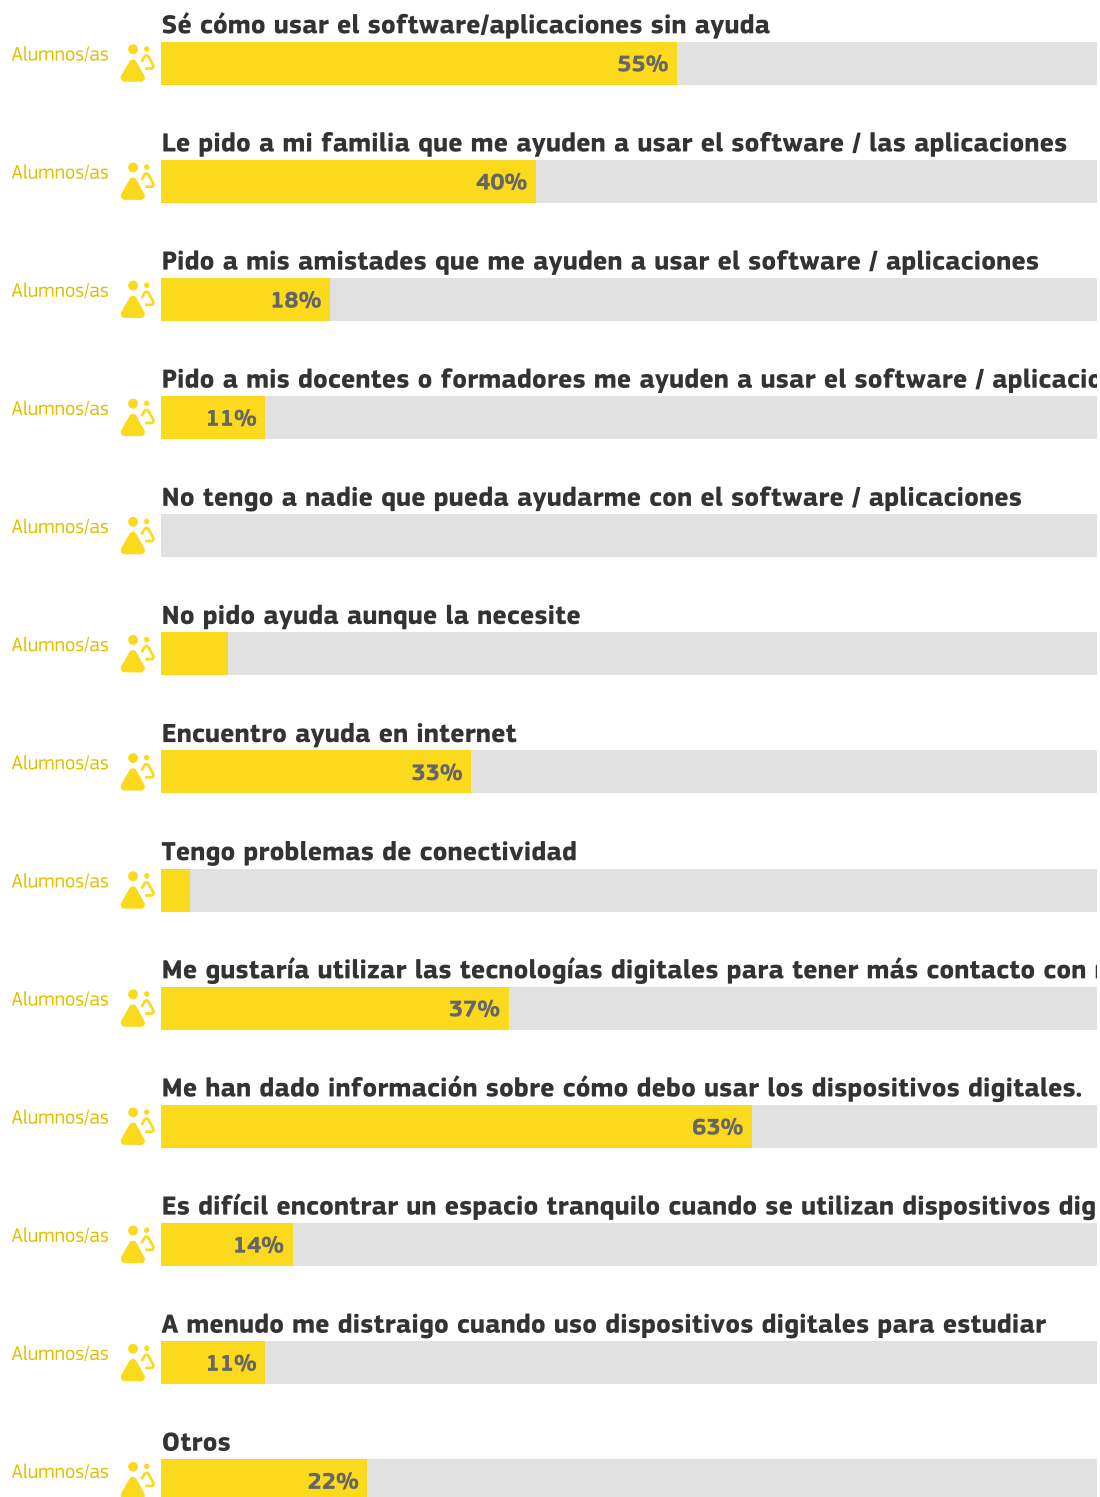 Sé cómo usar el software/aplicaciones sin ayuda
Alumnos/as
55%
Le pido a mi familia que me ayuden a usar el software / las aplicaciones
Alumnos/as
40%
Pido a mis amistades que me ayuden a usar el software / aplicaciones
Alumnos/as
18%
Pido a mis docentes o formadores me ayuden a usar el software / aplicacio
Alumnos/as
11%
No tengo a nadie que pueda ayudarme con el software / aplicaciones
Alumnos/as
No pido ayuda aunque la necesite
Alumnos/as
Encuentro ayuda en internet
Alumnos/as
33%
Tengo problemas de conectividad
Alumnos/as
Me gustaría utilizar las tecnologías digitales para tener más contacto con
Alumnos/as
37%
Me han dado información sobre cómo debo usar los dispositivos digitales.
Alumnos/as
63%
Es difícil encontrar un espacio tranquilo cuando se utilizan dispositivos dig
Alumnos/as
14%
A menudo me distraigo cuando uso dispositivos digitales para estudiar
Alumnos/as
11%
Otros
Alumnos/as
22%